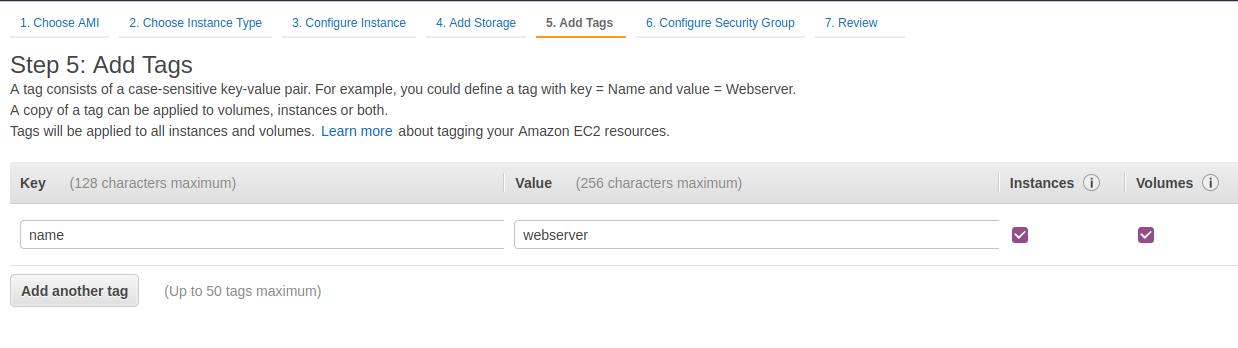 1. Choose AMI 2. Choose Instance Type 3. Configure Instance 4. Add Storage 5. Add Tags 6. Configure Security Group 7. Review
Step 5: Add Tags
A tag consists of a case-sensitive key-value pair. For example, you could define a tag with key = Name and value = Webserver.
A copy of a tag can be applied to volumes, instances or both.
Tags will be applied to all instances and volumes. Learn more about tagging your Amazon EC2 resources.
Key (128 characters maximum) Value (256 characters maximum) Instances i Volumes i
name webserver
Add another tag (Up to 50 tags maximum)